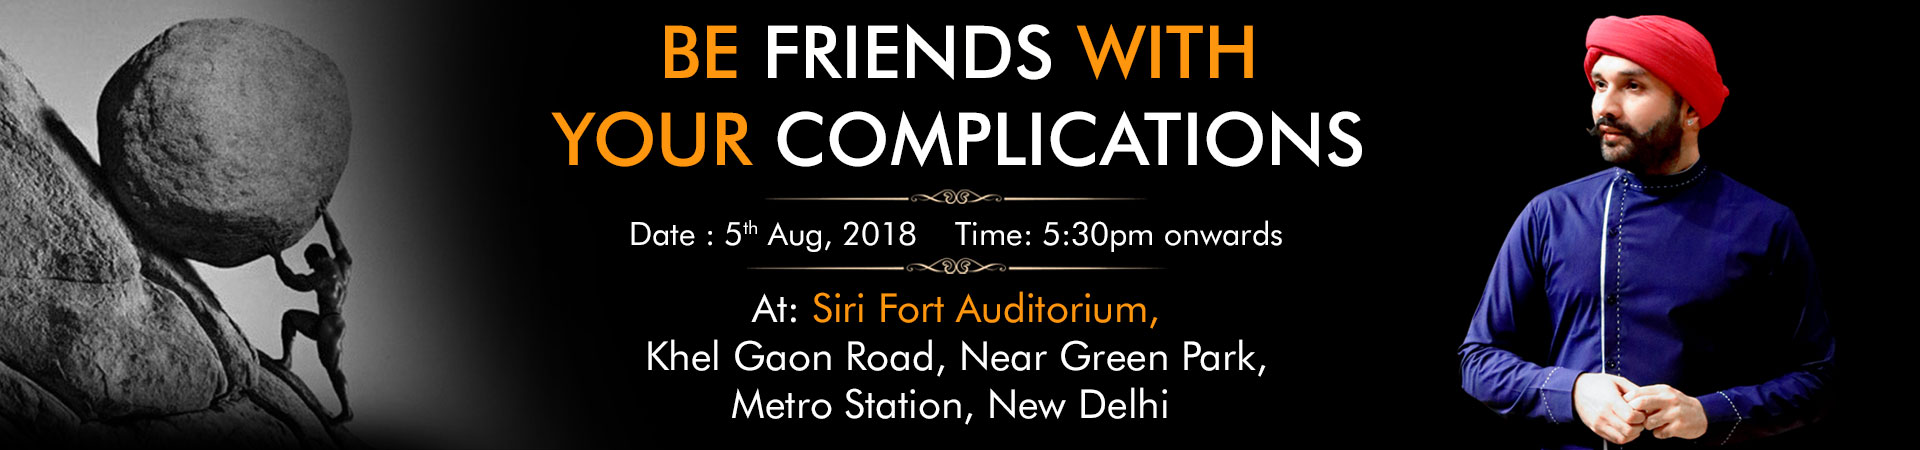 BE FRIENDS WITH
YOUR COMPLICATIONS
Date : 5th Aug, 2018 Time: 5:30pm onwards
At: Siri Fort Auditorium,
Khel Gaon Road, Near Green Park,
Metro Station, New Delhi